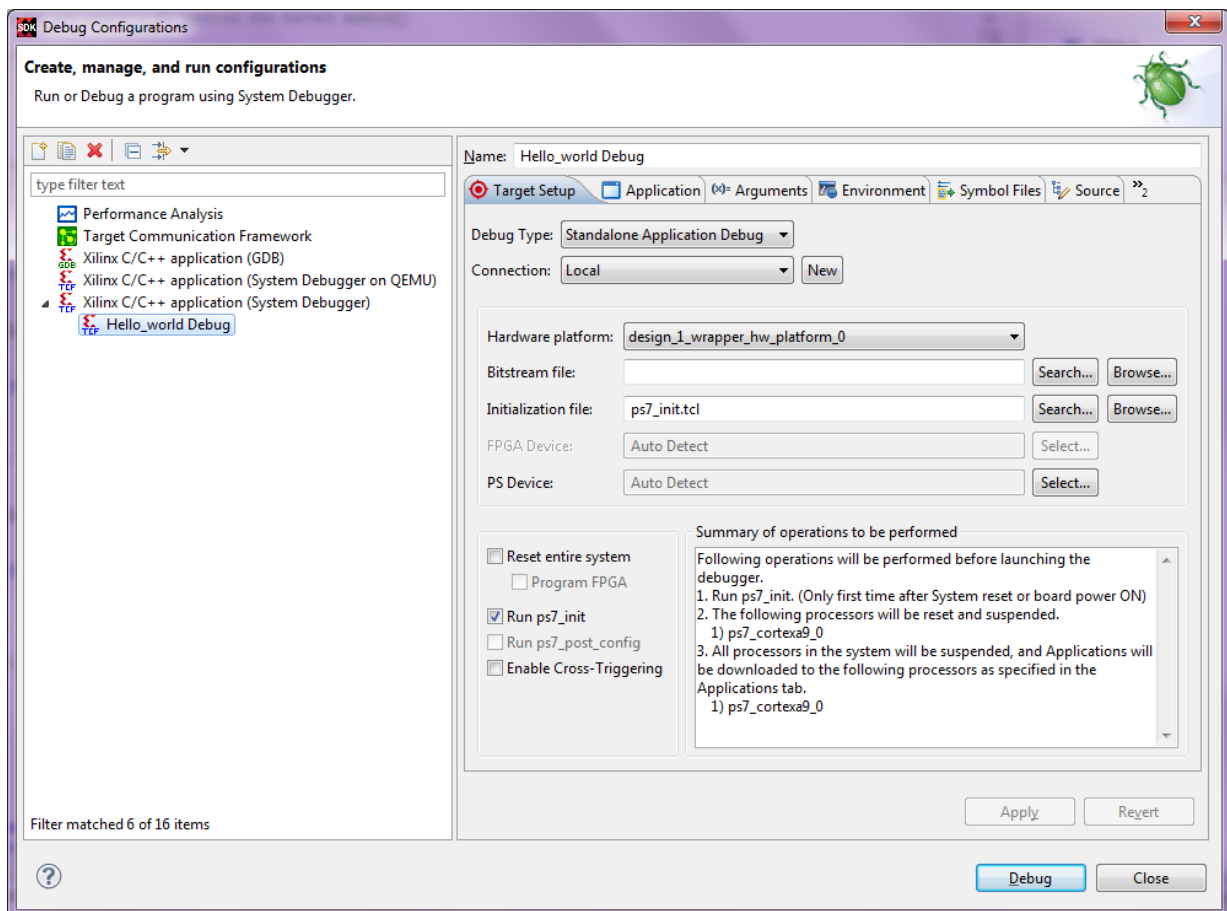 SDK Debug Configurations
Create, manage, and run configurations
Run or Debug a program using System Debugger.
type filter text
Performance Analysis
Target Communication Framework
GDB Xilinx C/C++ application (GDB)
TCF Xilinx C/C++ application (System Debugger on QEMU)
TCF Xilinx C/C++ application (System Debugger)
TCF Hello_world Debug
Filter matched 6 of 16 items
Name: Hello_world Debug
Target Setup Application (x)= Arguments Environment Symbol Files Source »2
Debug Type: Standalone Application Debug
Connection: Local New
Hardware platform: design_1_wrapper_hw_platform_0
Bitstream file: Search... Browse...
Initialization file: ps7_init.tcl Search... Browse...
FPGA Device: Auto Detect Select...
PS Device: Auto Detect Select...
Reset entire system
Program FPGA
Run ps7_init
Run ps7_post_config
Enable Cross-Triggering
Summary of operations to be performed
Following operations will be performed before launching the
debugger.
1. Run ps7_init. (Only first time after System reset or board power ON)
2. The following processors will be reset and suspended.
1) ps7_cortexa9_0
3. All processors in the system will be suspended, and Applications will
be downloaded to the following processors as specified in the
Applications tab.
1) ps7_cortexa9_0
Apply Revert
? Debug Close